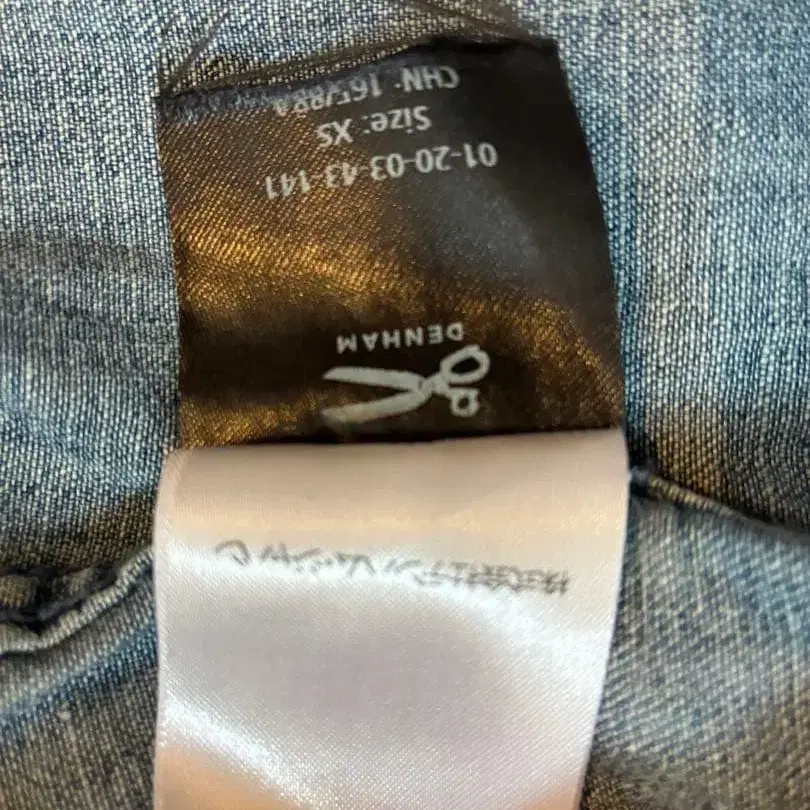 DENHAM
01-20-03-43-141
Size: XS
CHN: 165/88A